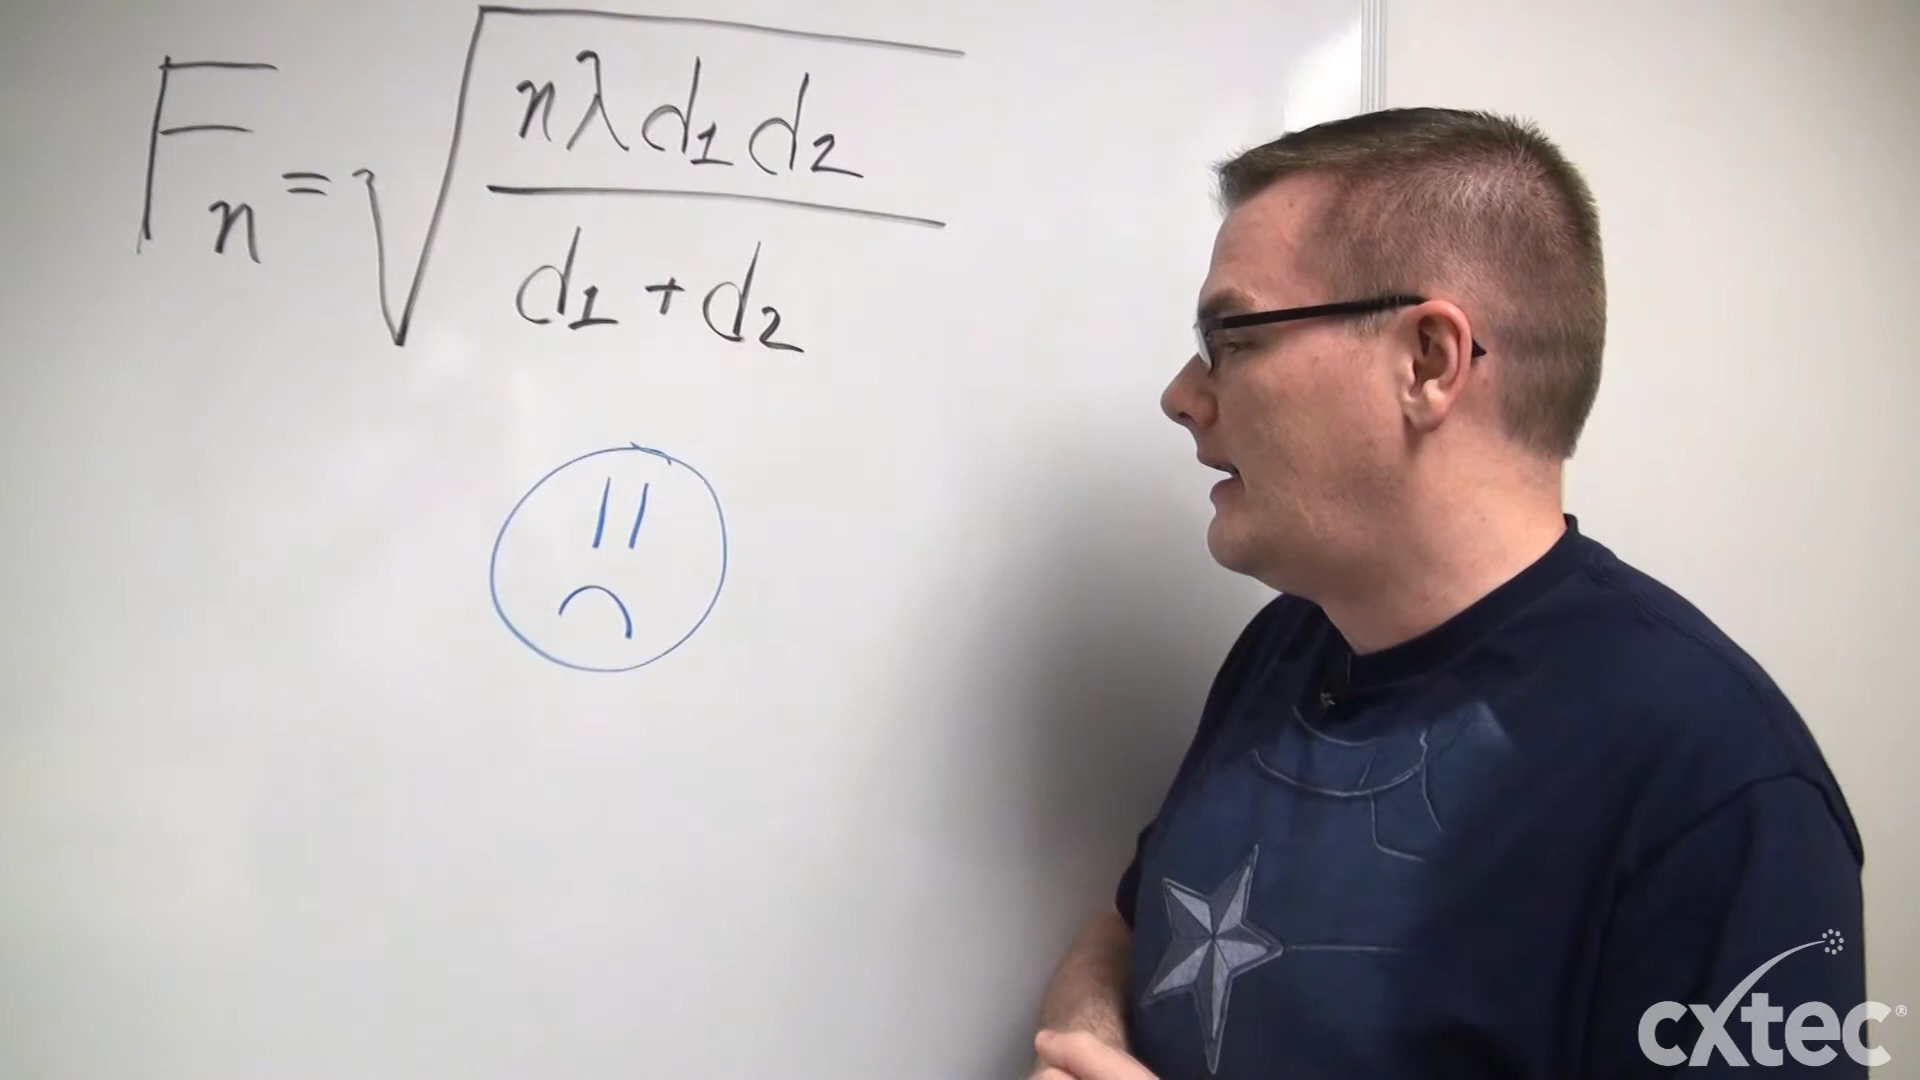 Fn = √
nλd1d2
d1 + d2
cxtec®